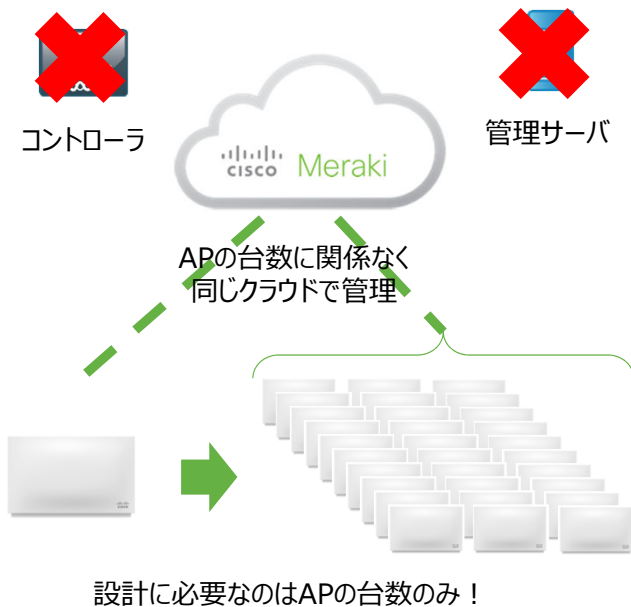 コントローラ
管理サーバ
CISCO Meraki
APの台数に関係なく
同じクラウドで管理
設計に必要なのはAPの台数のみ！